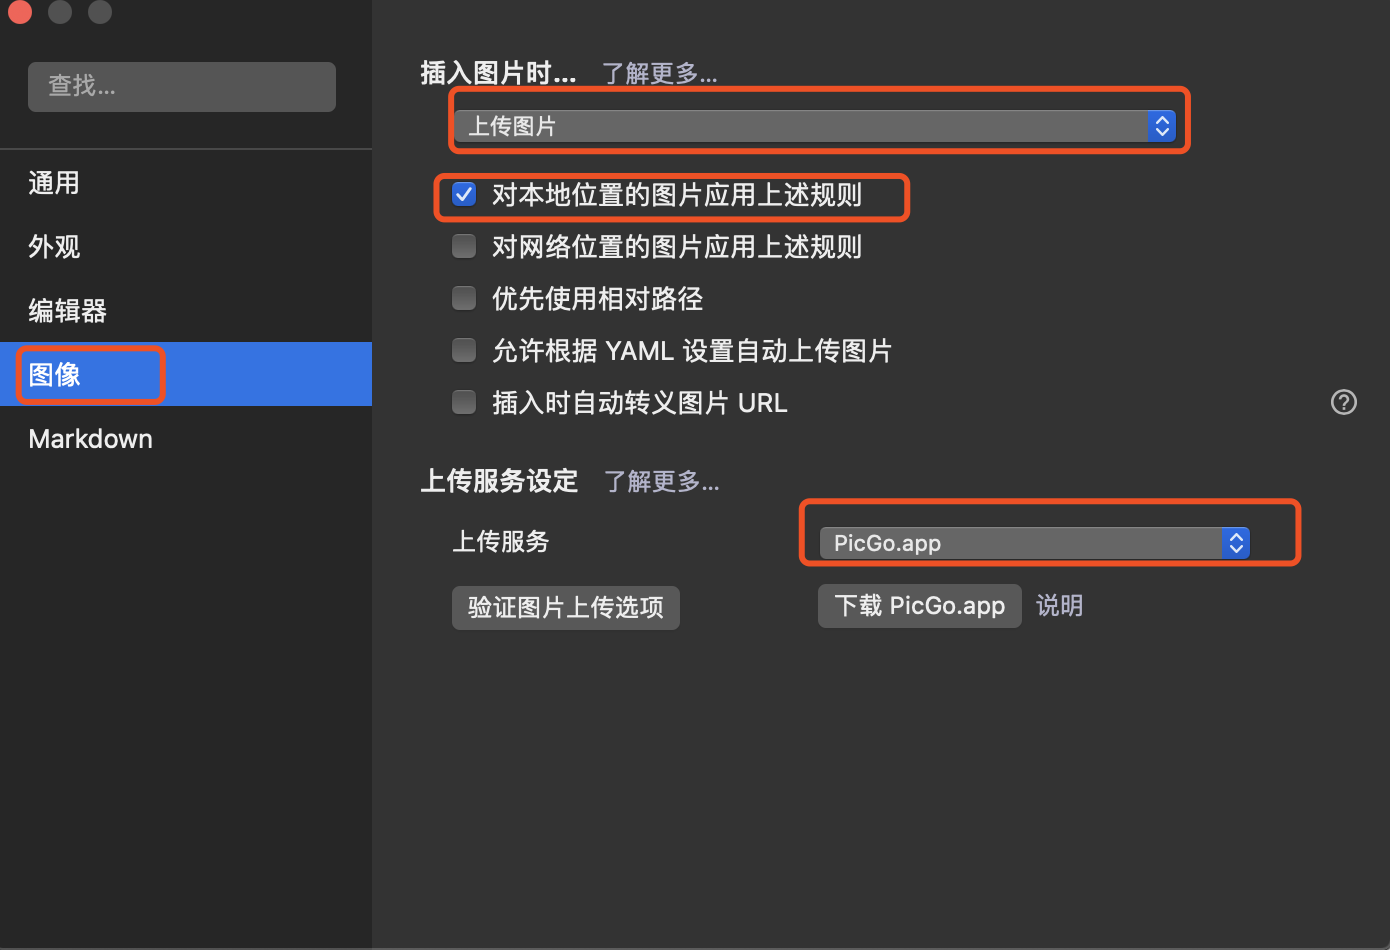 查找...
通用
外观
编辑器
图像
Markdown
插入图片时... 了解更多...
上传图片
对本地位置的图片应用上述规则
对网络位置的图片应用上述规则
优先使用相对路径
允许根据 YAML 设置自动上传图片
插入时自动转义图片 URL
?
上传服务设定 了解更多...
上传服务 PicGo.app
验证图片上传选项 下载 PicGo.app 说明